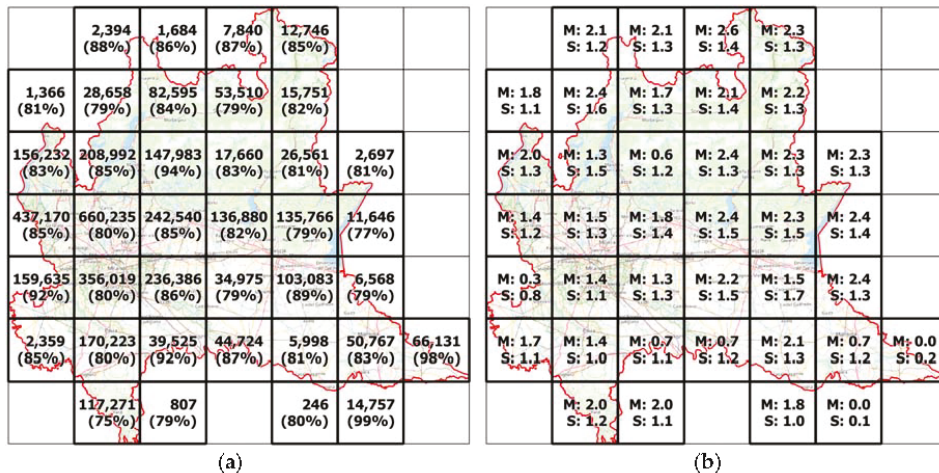 2,394 1,684 7,840 12,746
(88%) (86%) (87%) (85%)
1,366 28,658 82,595 53,510 15,751
(81%) (79%) (84%) (79%) (82%)
156,232 208,992 147,983 17,660 26,561 2,697
(83%) (85%) (94%) (83%) (81%) (81%)
437,170 660,235 242,540 136,880 135,766 11,646
(85%) (80%) (85%) (82%) (79%) (77%)
159,635 356,019 236,386 34,975 103,083 6,568
(92%) (80%) (86%) (79%) (89%) (79%)
2,359 170,223 39,525 44,724 5,998 50,767 66,131
(85%) (80%) (92%) (87%) (81%) (83%) (98%)
117,271 807 246 14,757
(75%) (79%) (80%) (99%)
(a)
M: 2.1 M: 2.1 M: 2.6 M: 2.3
S: 1.2 S: 1.3 S: 1.4 S: 1.3
M: 1.8 M: 2.4 M: 1.7 M: 2.1 M: 2.2
S: 1.1 S: 1.6 S: 1.3 S: 1.4 S: 1.3
M: 2.0 M: 1.3 M: 0.6 M: 2.4 M: 2.3 M: 2.3
S: 1.3 S: 1.5 S: 1.2 S: 1.3 S: 1.3 S: 1.3
M: 1.4 M: 1.5 M: 1.8 M: 2.4 M: 2.3 M: 2.4
S: 1.2 S: 1.3 S: 1.4 S: 1.5 S: 1.5 S: 1.4
M: 0.3 M: 1.4 M: 1.3 M: 2.2 M: 1.5 M: 2.4
S: 0.8 S: 1.1 S: 1.3 S: 1.5 S: 1.7 S: 1.3
M: 1.7 M: 1.4 M: 0.7 M: 0.7 M: 2.1 M: 0.7 M: 0.0
S: 1.1 S: 1.0 S: 1.1 S: 1.2 S: 1.3 S: 1.2 S: 0.2
M: 2.0 M: 2.0 M: 1.8 M: 0.0
S: 1.2 S: 1.1 S: 1.0 S: 0.1
(b)